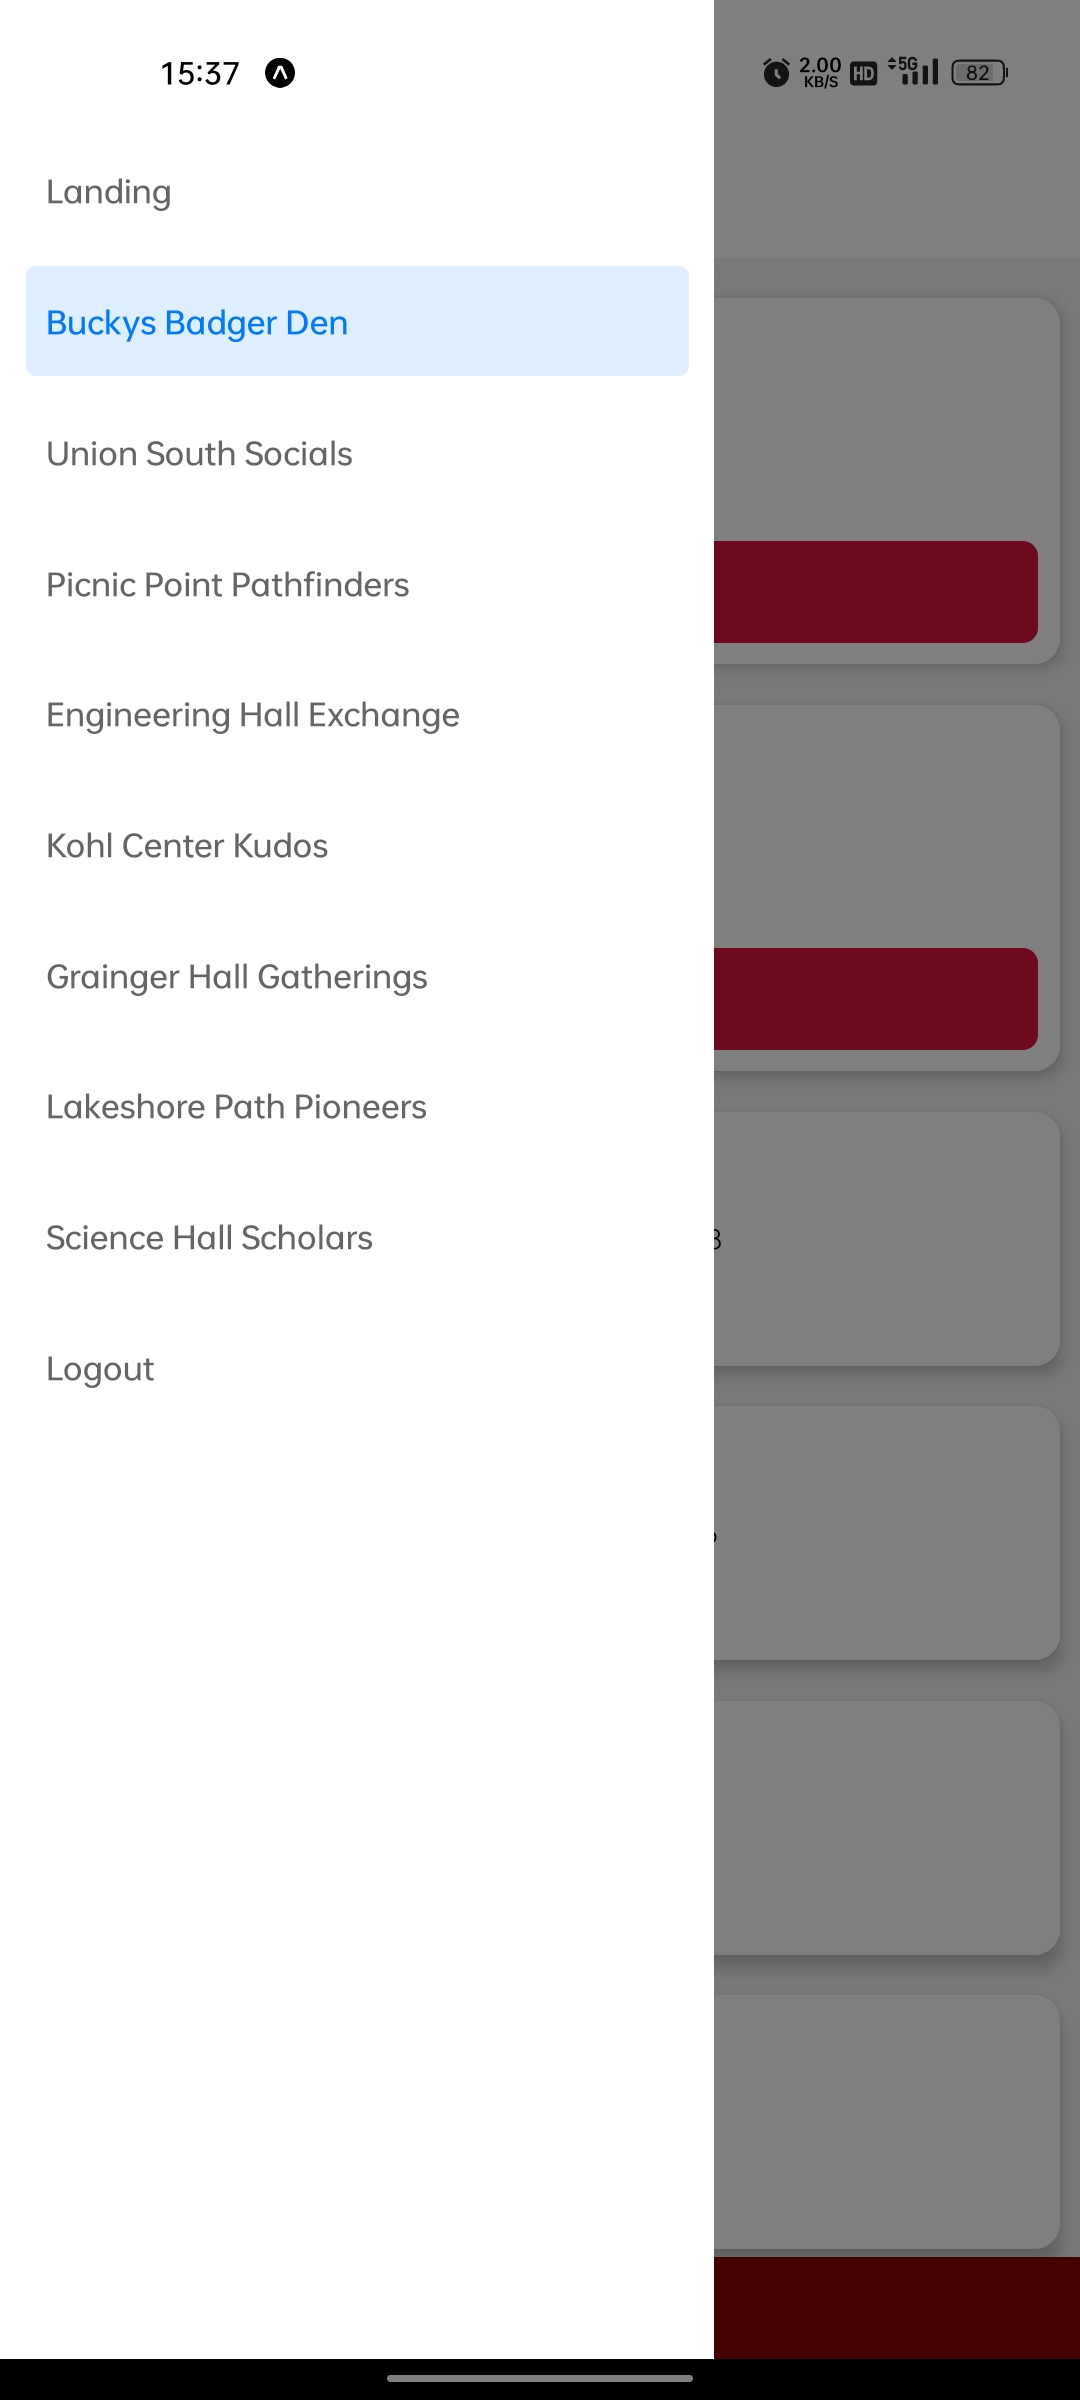 15:37
2.00
KB/S
HD
5G
82
Landing
Buckys Badger Den
Union South Socials
Picnic Point Pathfinders
Engineering Hall Exchange
Kohl Center Kudos
Grainger Hall Gatherings
Lakeshore Path Pioneers
Science Hall Scholars
Logout